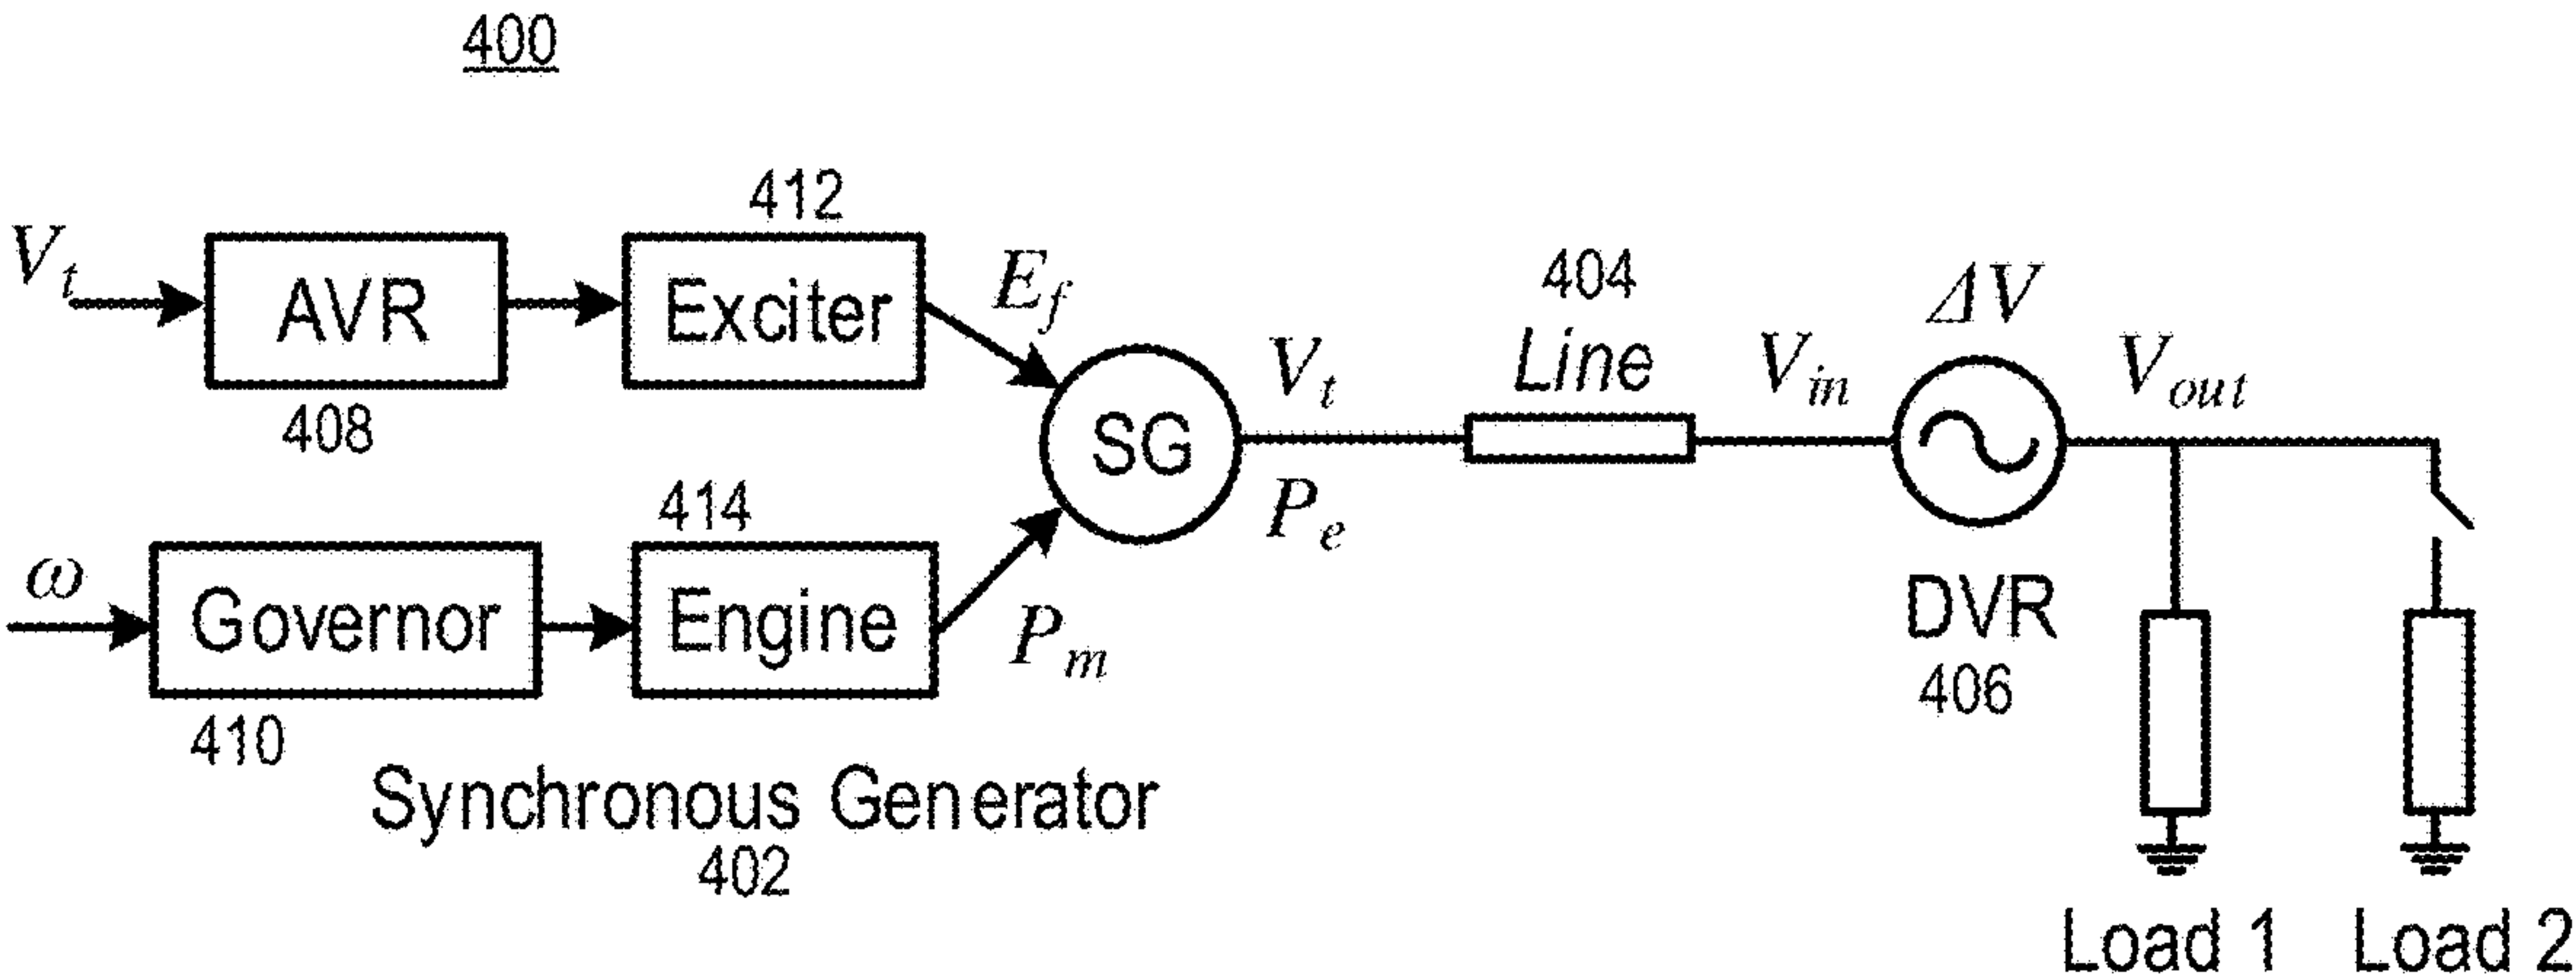 400
412
V_t
AVR
Exciter
E_f
408
404
Line
ΔV
V_t
V_in
V_out
SG
P_e
414
ω
Governor
Engine
P_m
410
DVR
406
Synchronous Generator
402
Load 1
Load 2